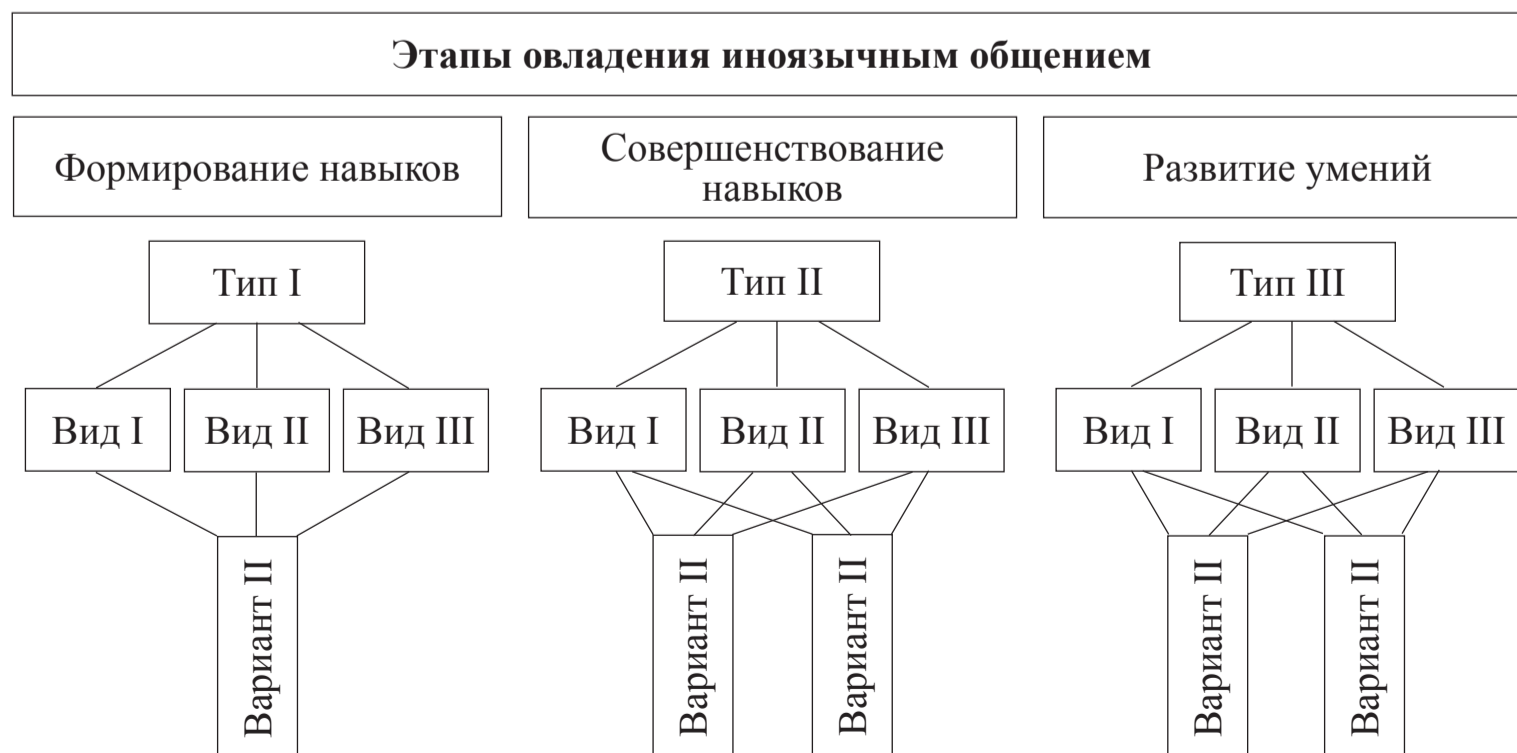 Этапы овладения иноязычным общением
Формирование навыков
Совершенствование
навыков
Развитие умений
Тип I
Тип II
Тип III
Вид I
Вид II
Вид III
Вид I
Вид II
Вид III
Вид I
Вид II
Вид III
Вариант II
Вариант II
Вариант II
Вариант II
Вариант II